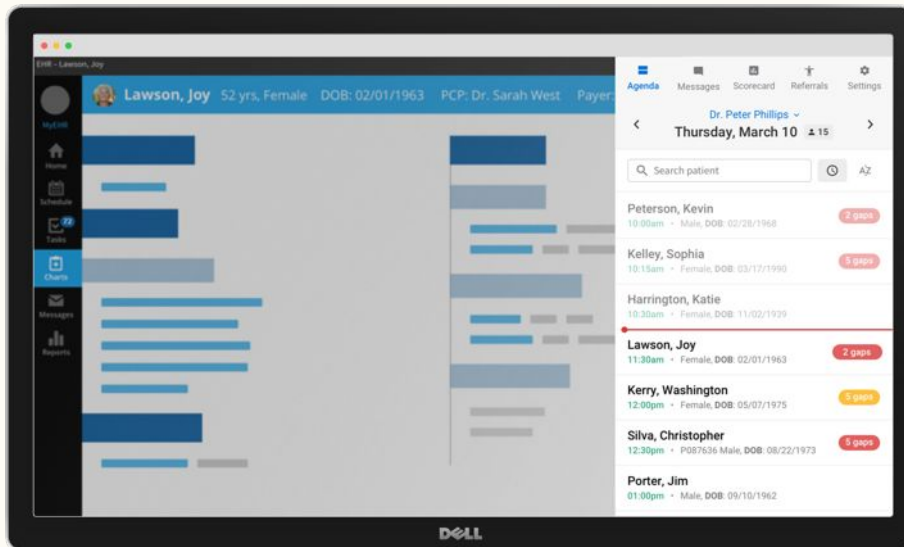 EHR - Lawson, Joy
Lawson, Joy 52 yrs, Female DOB: 02/01/1963 PCP: Dr. Sarah West Payer:
MyEHR
Home
Schedule
72
Tasks
Charts
Messages
Reports
Agenda Messages Scorecard Referrals Settings
Dr. Peter Phillips
Thursday, March 10 15
Search patient
AZ
Peterson, Kevin
10:00am • Male, DOB: 02/28/1968
2 gaps
Kelley, Sophia
10:15am • Female, DOB: 03/17/1990
5 gaps
Harrington, Katie
10:30am • Female, DOB: 11/02/1939
Lawson, Joy
11:30am • Female, DOB: 02/01/1963
2 gaps
Kerry, Washington
12:00pm • Female, DOB: 05/07/1975
5 gaps
Silva, Christopher
12:30pm • P087636 Male, DOB: 08/22/1973
5 gaps
Porter, Jim
01:00pm • Male, DOB: 09/10/1962
DELL